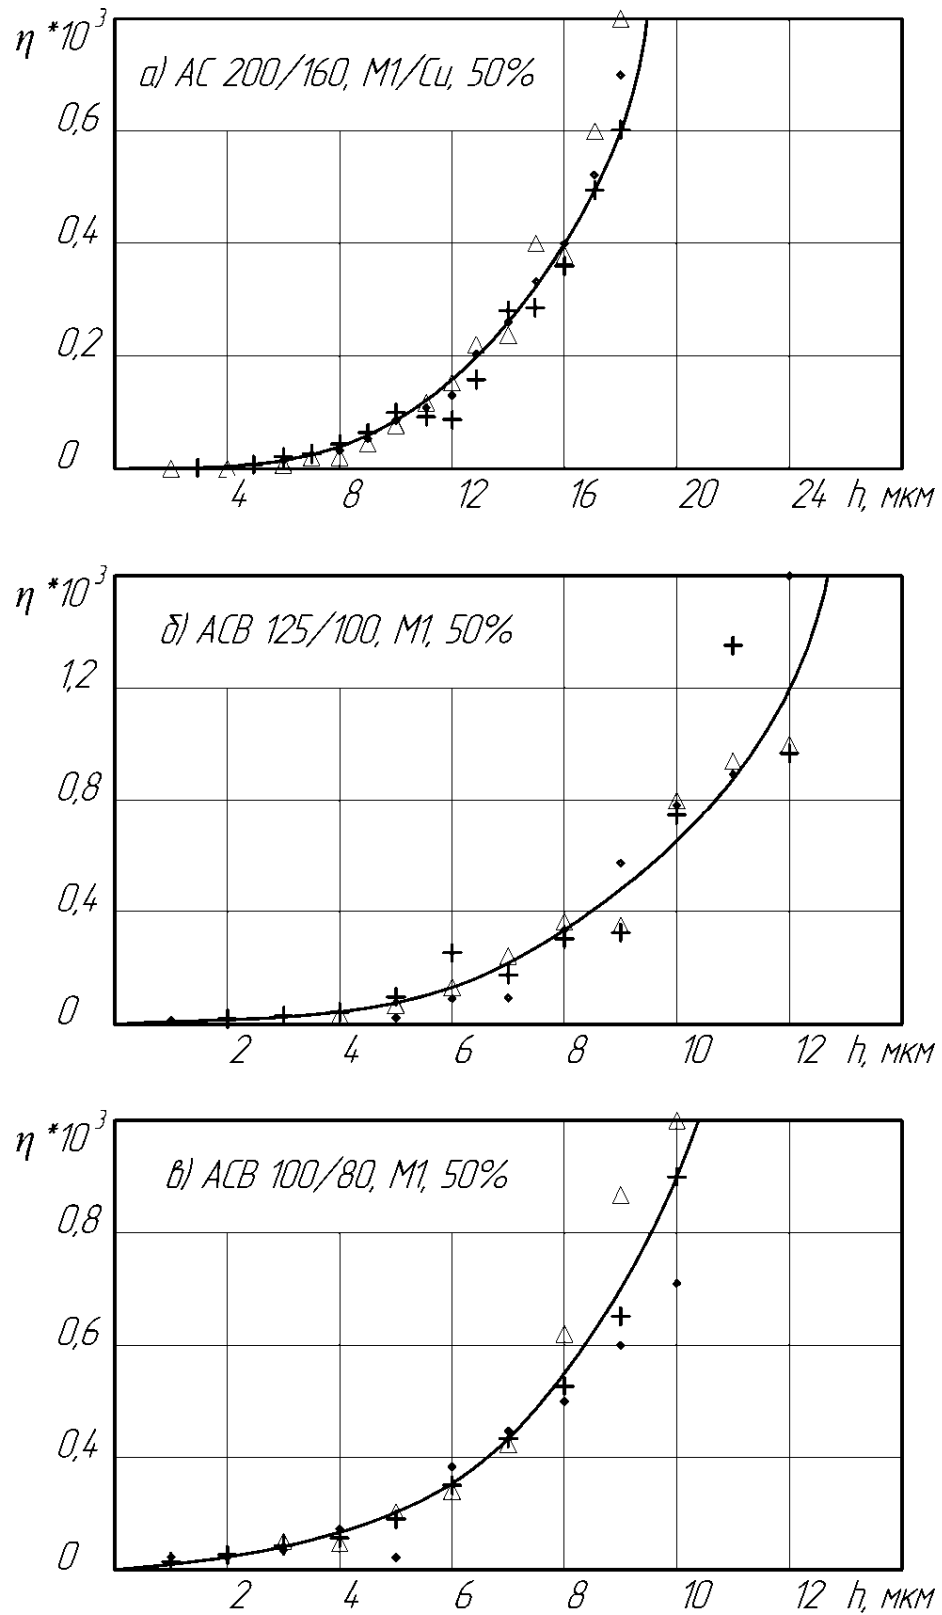 η *10³
а) АС 200/160, М1/Cu, 50%
0,6
0,4
0,2
0
4 8 12 16 20 24 h, мкм
η *10³
б) АСВ 125/100, М1, 50%
1,2
0,8
0,4
0
2 4 6 8 10 12 h, мкм
η *10³
в) АСВ 100/80, М1, 50%
0,8
0,6
0,4
0
2 4 6 8 10 12 h, мкм